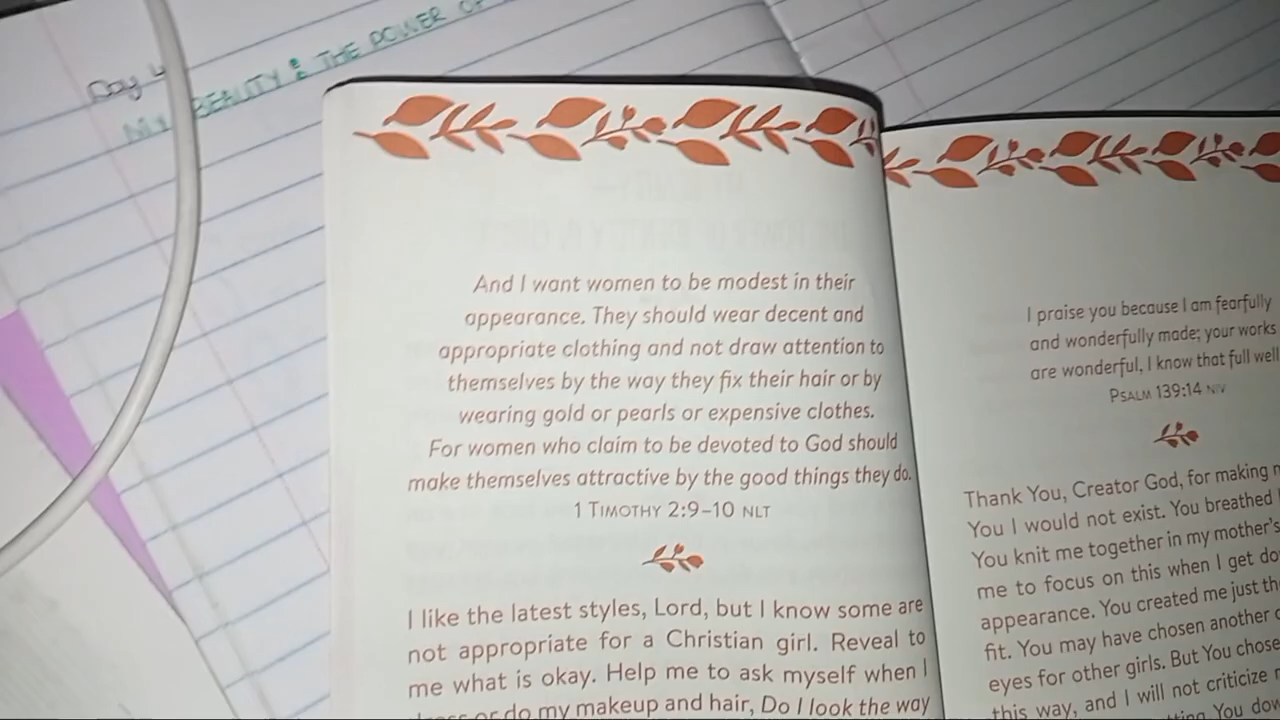 Day 4
MY BEAUTY : THE POWER OF
And I want women to be modest in their
appearance. They should wear decent and
appropriate clothing and not draw attention to
themselves by the way they fix their hair or by
wearing gold or pearls or expensive clothes.
For women who claim to be devoted to God should
make themselves attractive by the good things they do.
1 TIMOTHY 2:9–10 NLT
I like the latest styles, Lord, but I know some are
not appropriate for a Christian girl. Reveal to
me what is okay. Help me to ask myself when I
or do my makeup and hair, Do I look the way
I praise you because I am fearfully
and wonderfully made; your works
are wonderful, I know that full well
PSALM 139:14 NIV
Thank You, Creator God, for making
You I would not exist. You breathed
You knit me together in my mother's
me to focus on this when I get
appearance. You created me just
fit. You may have chosen another
eyes for other girls. But You chose
this way, and I will not criticize
You